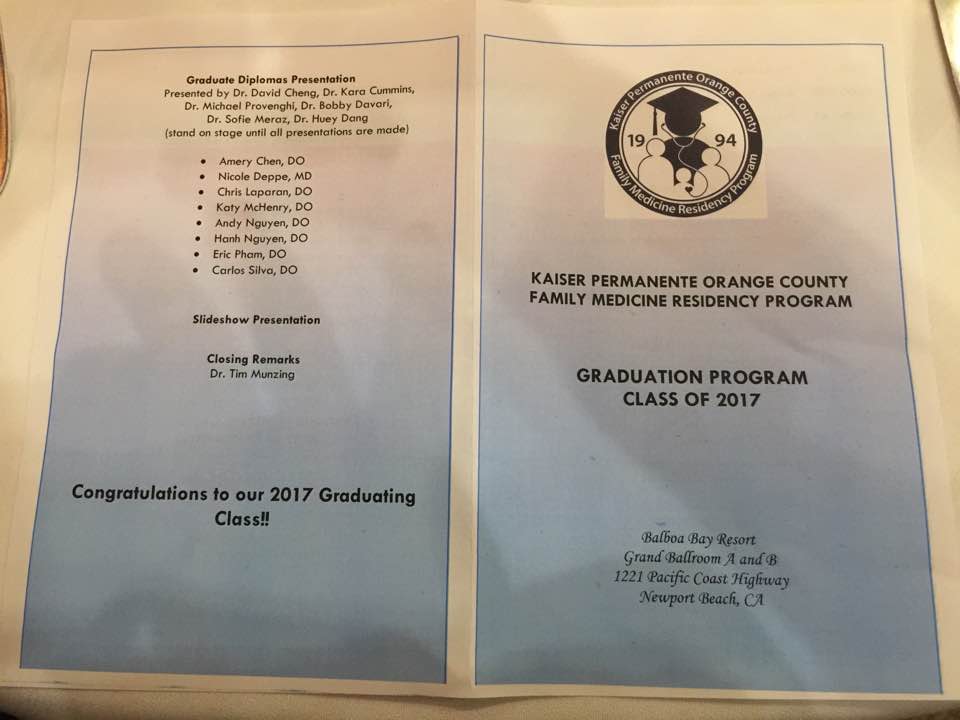 Graduate Diplomas Presentation
Presented by Dr. David Cheng, Dr. Kara Cummins,
Dr. Michael Provenghi, Dr. Bobby Davari,
Dr. Sofie Meraz, Dr. Huey Dang
(stand on stage until all presentations are made)
• Amery Chen, DO
• Nicole Deppe, MD
• Chris Laparan, DO
• Katy McHenry, DO
• Andy Nguyen, DO
• Hanh Nguyen, DO
• Eric Pham, DO
• Carlos Silva, DO
Slideshow Presentation
Closing Remarks
Dr. Tim Munzing
Congratulations to our 2017 Graduating
Class!!
Kaiser Permanente Orange County
1994
Family Medicine Residency Program
KAISER PERMANENTE ORANGE COUNTY
FAMILY MEDICINE RESIDENCY PROGRAM
GRADUATION PROGRAM
CLASS OF 2017
Balboa Bay Resort
Grand Ballroom A and B
1221 Pacific Coast Highway
Newport Beach, CA